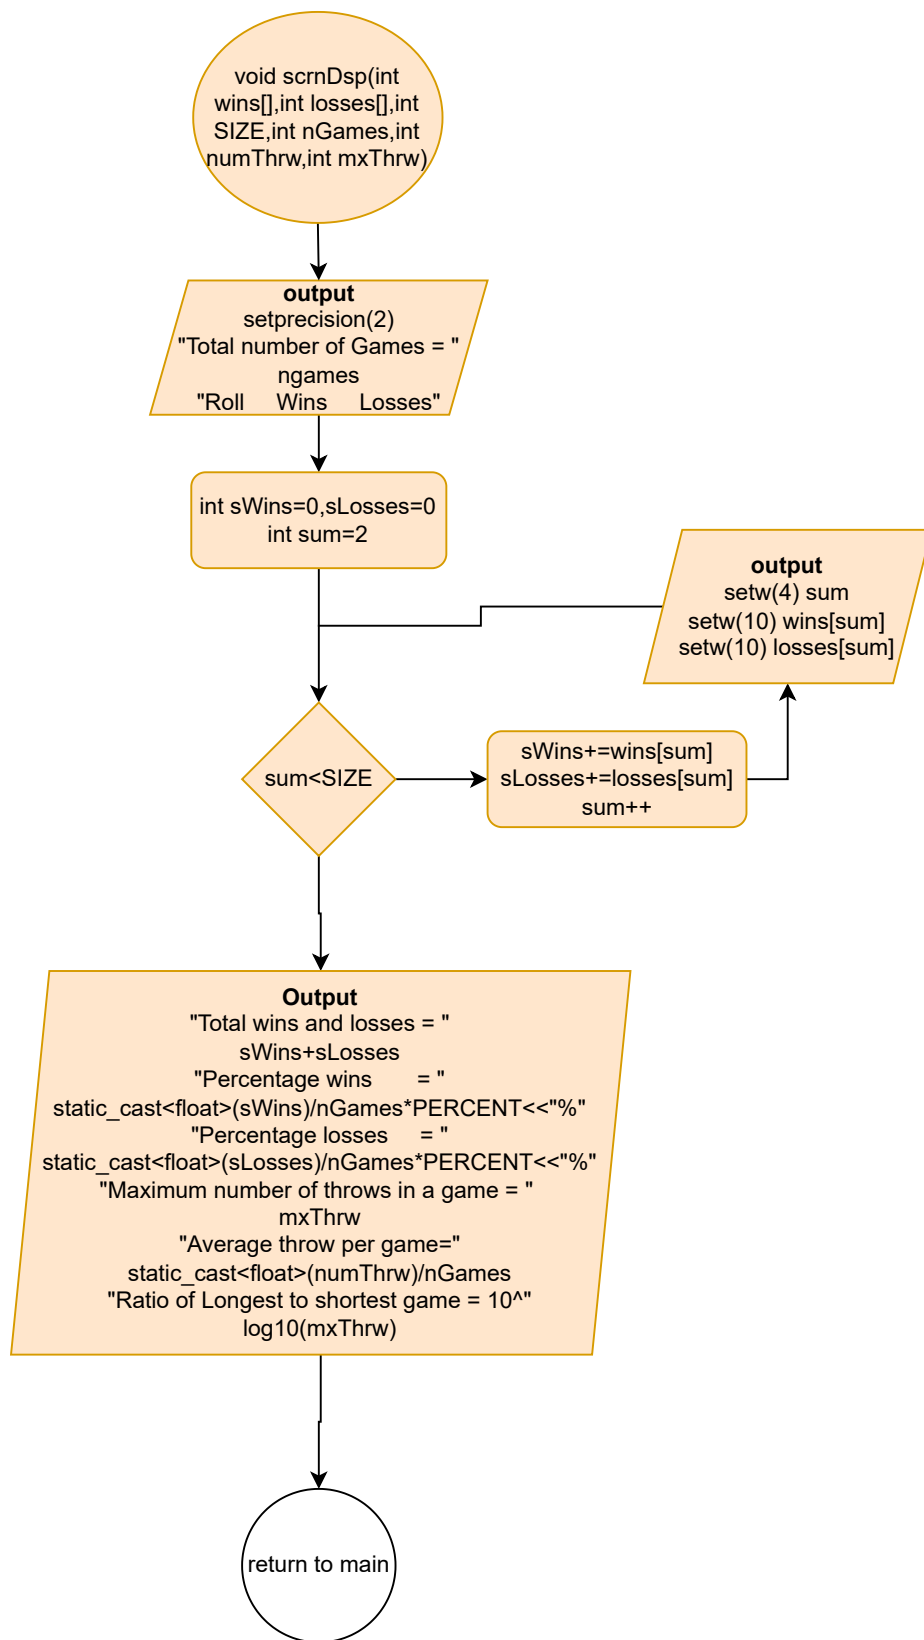 void scrnDsp(int
wins[],int losses[],int
SIZE,int nGames,int
numThrw,int mxThrw)
output
setprecision(2)
"Total number of Games = "
ngames
"Roll     Wins     Losses"
int sWins=0,sLosses=0
int sum=2
output
setw(4) sum
setw(10) wins[sum]
setw(10) losses[sum]
sum<SIZE
sWins+=wins[sum]
sLosses+=losses[sum]
sum++
Output
"Total wins and losses = "
sWins+sLosses
"Percentage wins       = "
static_cast<float>(sWins)/nGames*PERCENT<<"%"
"Percentage losses     = "
static_cast<float>(sLosses)/nGames*PERCENT<<"%"
"Maximum number of throws in a game = "
mxThrw
"Average throw per game="
static_cast<float>(numThrw)/nGames
"Ratio of Longest to shortest game = 10^"
log10(mxThrw)
return to main